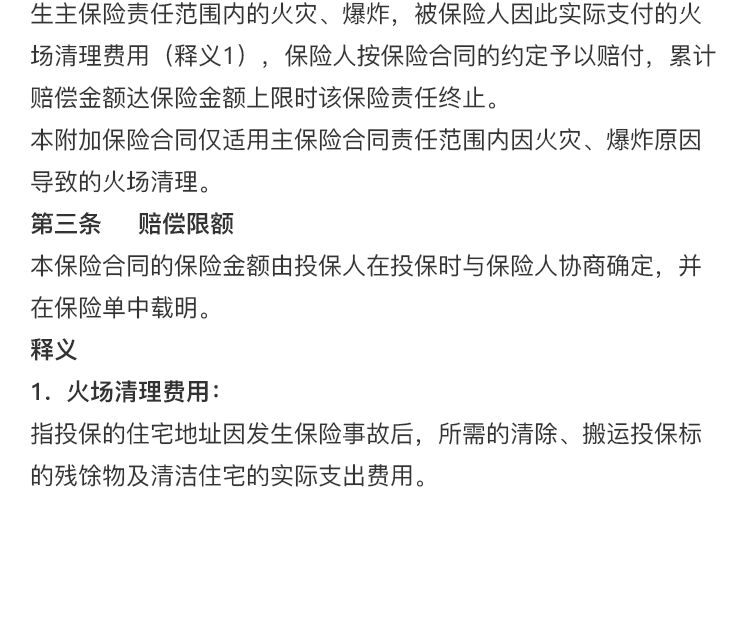 生主保险责任范围内的火灾、爆炸，被保险人因此实际支付的火
场清理费用（释义1），保险人按保险合同的约定予以赔付，累计
赔偿金额达保险金额上限时该保险责任终止。
本附加保险合同仅适用主保险合同责任范围内因火灾、爆炸原因
导致的火场清理。
第三条　赔偿限额
本保险合同的保险金额由投保人在投保时与保险人协商确定，并
在保险单中载明。
释义
1．火场清理费用：
指投保的住宅地址因发生保险事故后，所需的清除、搬运投保标
的残馀物及清洁住宅的实际支出费用。